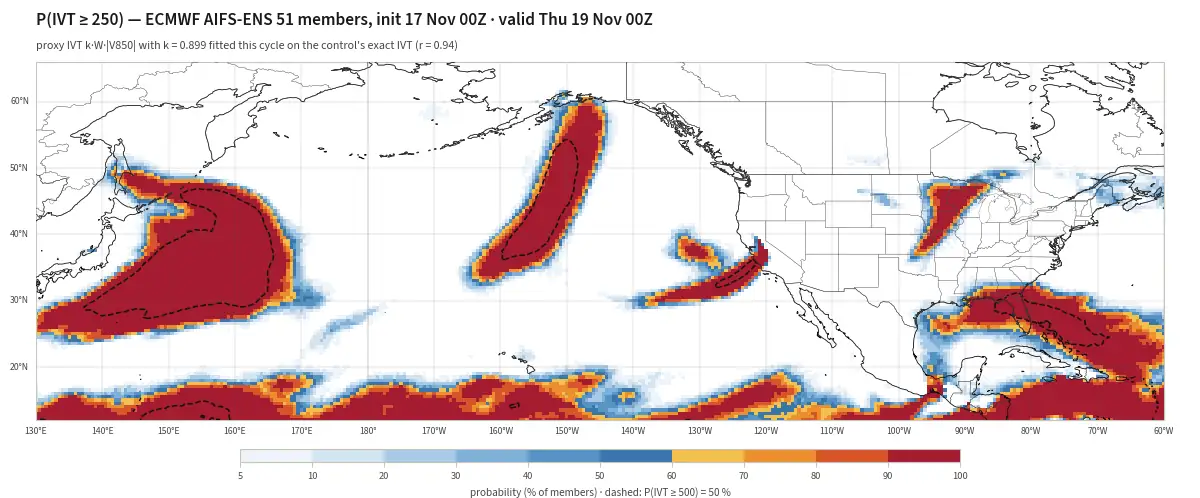 P(IVT ≥ 250) — ECMWF AIFS-ENS 51 members, init 17 Nov 00Z · valid Thu 19 Nov 00Z
proxy IVT k·W·|V850| with k = 0.899 fitted this cycle on the control's exact IVT (r = 0.94)
60°N
50°N
40°N
30°N
20°N
130°E 140°E 150°E 160°E 170°E 180° 170°W 160°W 150°W 140°W 130°W 120°W 110°W 100°W 90°W 80°W 70°W 60°W
5 10 20 30 40 50 60 70 80 90 100
probability (% of members) · dashed: P(IVT ≥ 500) = 50 %